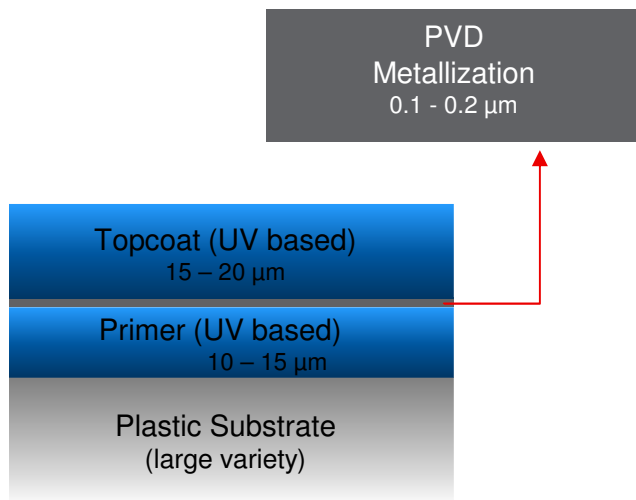 PVD
Metallization
0.1 - 0.2 µm
Topcoat (UV based)
15 – 20 µm
Primer (UV based)
10 – 15 µm
Plastic Substrate
(large variety)